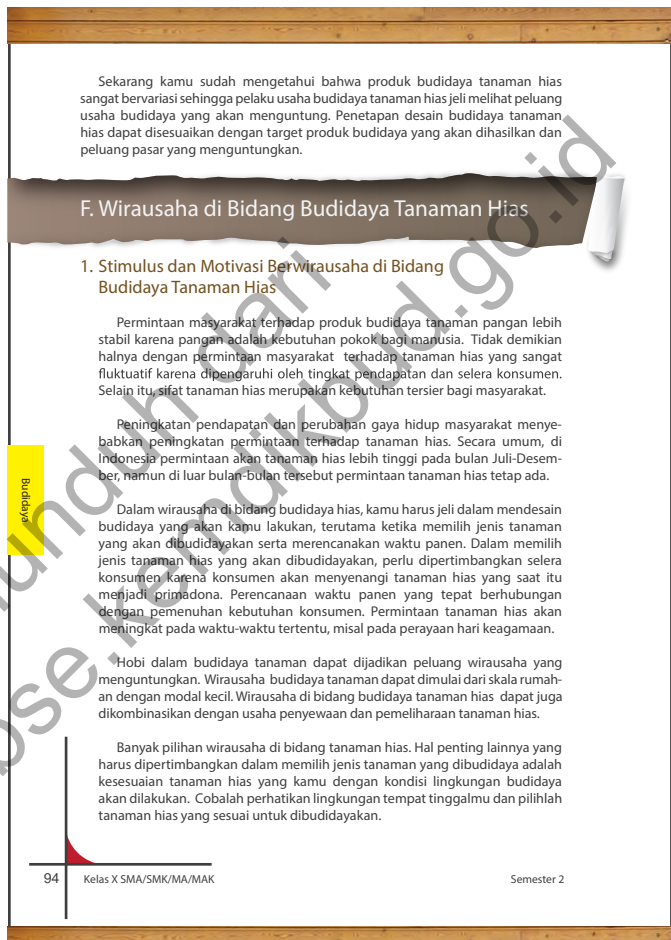 Sekarang kamu sudah mengetahui bahwa produk budidaya tanaman hias
sangat bervariasi sehingga pelaku usaha budidaya tanaman hias jeli melihat peluang
usaha budidaya yang akan menguntung. Penetapan desain budidaya tanaman
hias dapat disesuaikan dengan target produk budidaya yang akan dihasilkan dan
peluang pasar yang menguntungkan.
F. Wirausaha di Bidang Budidaya Tanaman Hias
1. Stimulus dan Motivasi Berwirausaha di Bidang
Budidaya Tanaman Hias
Permintaan masyarakat terhadap produk budidaya tanaman pangan lebih
stabil karena pangan adalah kebutuhan pokok bagi manusia. Tidak demikian
halnya dengan permintaan masyarakat terhadap tanaman hias yang sangat
fluktuatif karena dipengaruhi oleh tingkat pendapatan dan selera konsumen.
Selain itu, sifat tanaman hias merupakan kebutuhan tersier bagi masyarakat.
Peningkatan pendapatan dan perubahan gaya hidup masyarakat menye-
babkan peningkatan permintaan terhadap tanaman hias. Secara umum, di
Indonesia permintaan akan tanaman hias lebih tinggi pada bulan Juli-Desem-
ber, namun di luar bulan-bulan tersebut permintaan tanaman hias tetap ada.
Dalam wirausaha di bidang budidaya hias, kamu harus jeli dalam mendesain
budidaya yang akan kamu lakukan, terutama ketika memilih jenis tanaman
yang akan dibudidayakan serta merencanakan waktu panen. Dalam memilih
jenis tanaman hias yang akan dibudidayakan, perlu dipertimbangkan selera
konsumen karena konsumen akan menyenangi tanaman hias yang saat itu
menjadi primadona. Perencanaan waktu panen yang tepat berhubungan
dengan pemenuhan kebutuhan konsumen. Permintaan tanaman hias akan
meningkat pada waktu-waktu tertentu, misal pada perayaan hari keagamaan.
Hobi dalam budidaya tanaman dapat dijadikan peluang wirausaha yang
menguntungkan. Wirausaha budidaya tanaman dapat dimulai dari skala rumah-
an dengan modal kecil. Wirausaha di bidang budidaya tanaman hias dapat juga
dikombinasikan dengan usaha penyewaan dan pemeliharaan tanaman hias.
Banyak pilihan wirausaha di bidang tanaman hias. Hal penting lainnya yang
harus dipertimbangkan dalam memilih jenis tanaman yang dibudidaya adalah
kesesuaian tanaman hias yang kamu dengan kondisi lingkungan budidaya
akan dilakukan. Cobalah perhatikan lingkungan tempat tinggalmu dan pilihlah
tanaman hias yang sesuai untuk dibudidayakan.
Budidaya
94 Kelas X SMA/SMK/MA/MAK Semester 2
unduh dari
bse.kemdikbud.go.id